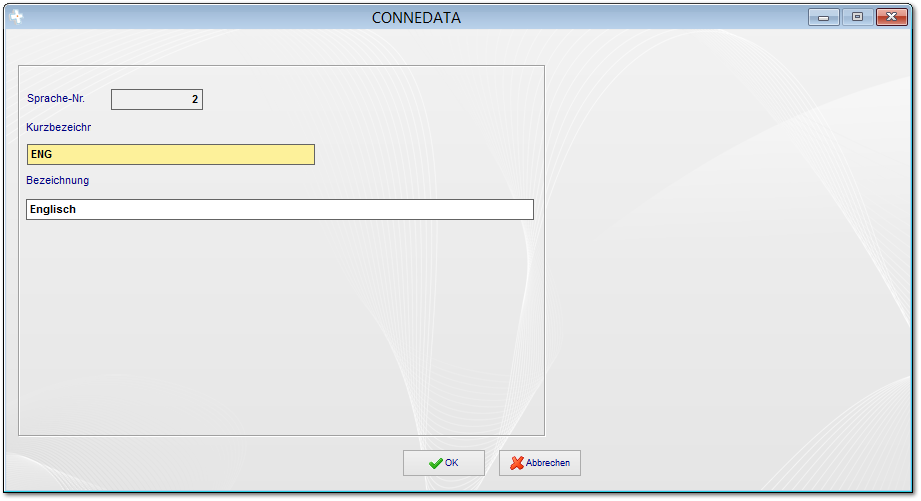 CONNEDATA
Sprache-Nr. 2
Kurzbezeichr
ENG
Bezeichnung
Englisch
OK Abbrechen